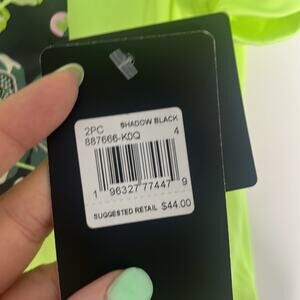 2PC SHADOW BLACK
887666-K0Q 4
1 96327 77447 9
SUGGESTED RETAIL $44.00